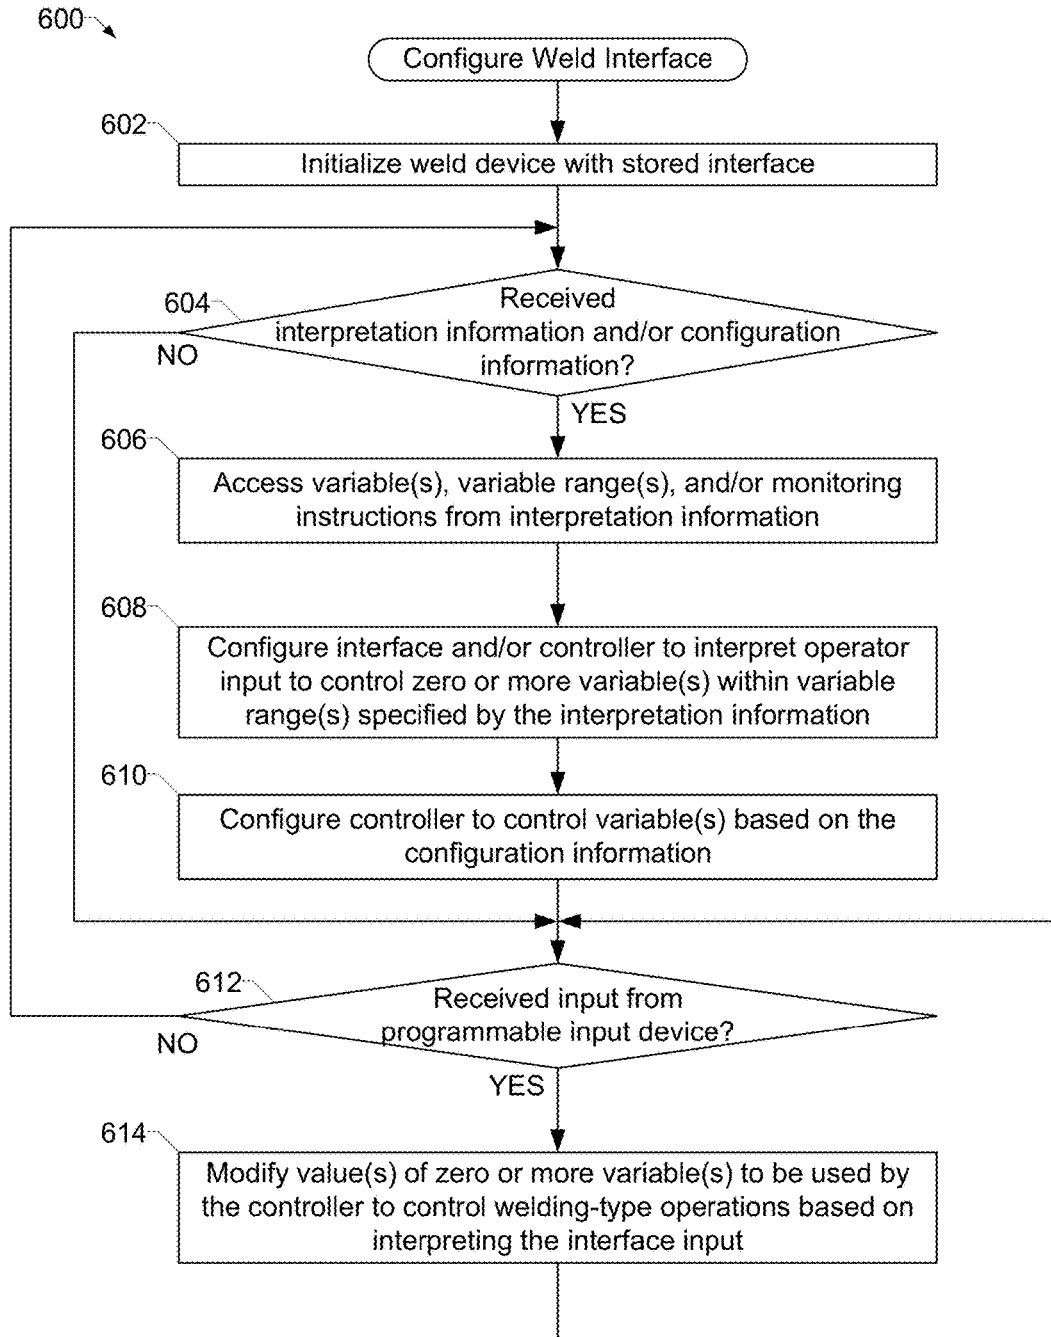 600
Configure Weld Interface
602
Initialize weld device with stored interface
604
Received
interpretation information and/or configuration
information?
NO
YES
606
Access variable(s), variable range(s), and/or monitoring
instructions from interpretation information
608
Configure interface and/or controller to interpret operator
input to control zero or more variable(s) within variable
range(s) specified by the interpretation information
610
Configure controller to control variable(s) based on the
configuration information
612
Received input from
programmable input device?
NO
YES
614
Modify value(s) of zero or more variable(s) to be used by
the controller to control welding-type operations based on
interpreting the interface input